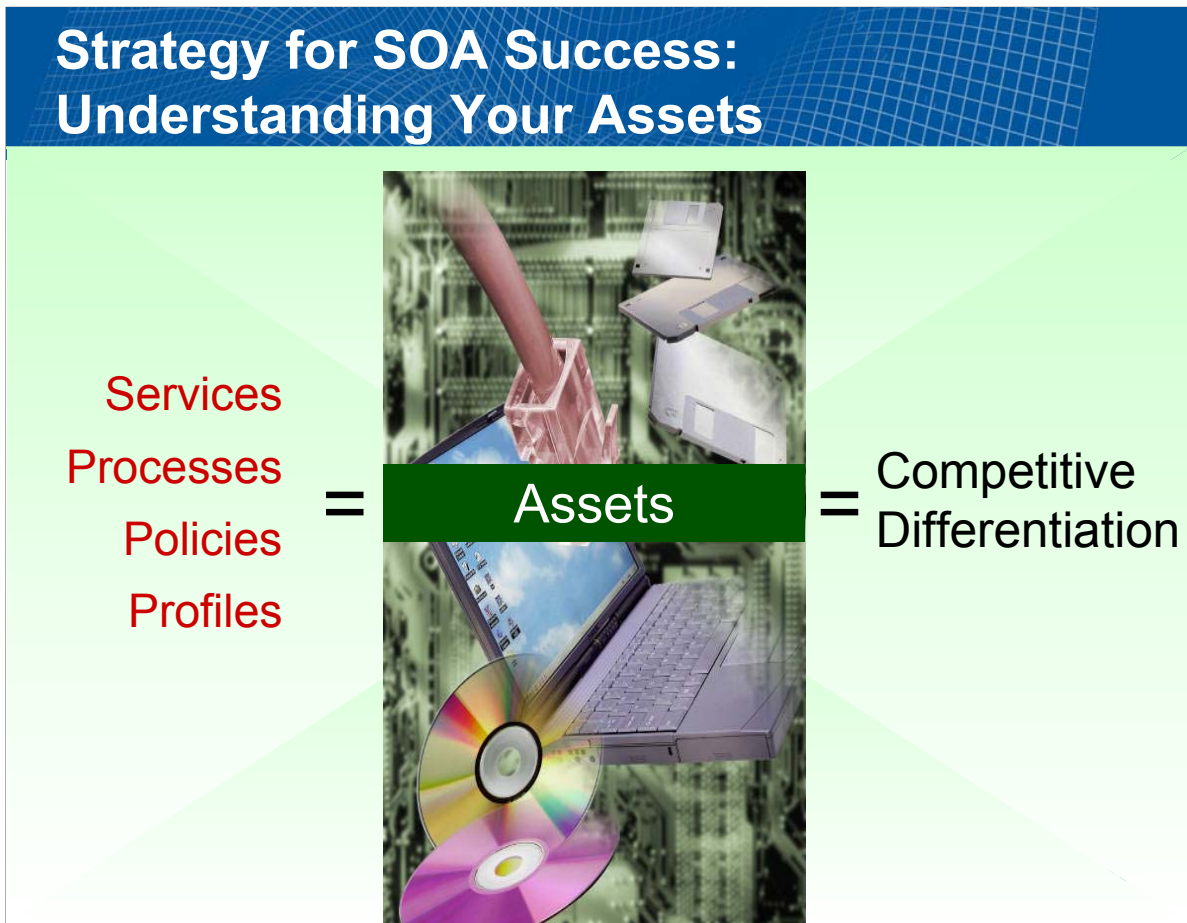 Strategy for SOA Success:
Understanding Your Assets
Services
Processes
Policies
Profiles
=
Assets
=
Competitive
Differentiation